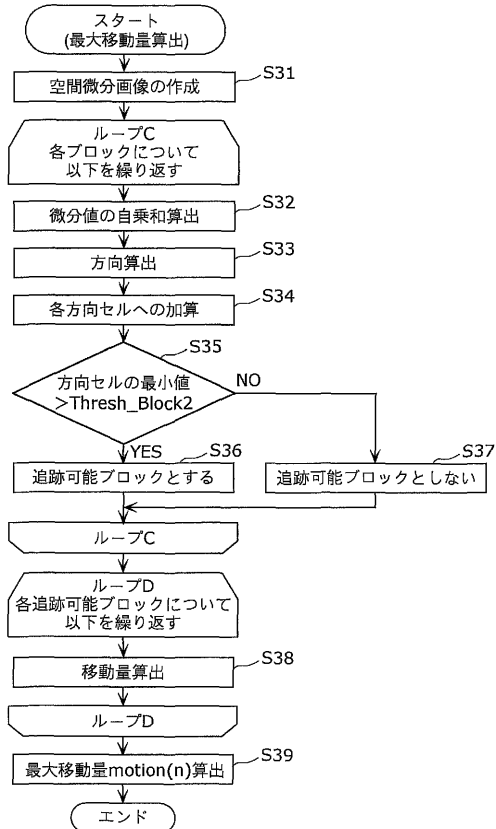 スタート
(最大移動量算出)
S31
空間微分画像の作成
ループC
各ブロックについて
以下を繰り返す
S32
微分値の自乗和算出
S33
方向算出
S34
各方向セルへの加算
S35
方向セルの最小値
>Thresh_Block2
NO
YES
S36
追跡可能ブロックとする
S37
追跡可能ブロックとしない
ループC
ループD
各追跡可能ブロックについて
以下を繰り返す
S38
移動量算出
ループD
S39
最大移動量motion(n)算出
エンド